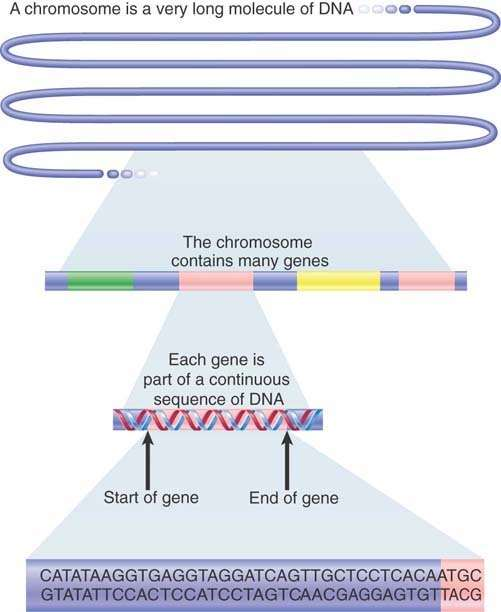 A chromosome is a very long molecule of DNA
The chromosome
contains many genes
Each gene is
part of a continuous
sequence of DNA
Start of gene
End of gene
CATATAAGGTGAGGTAGGATCAGTTGCTCCTCACAATGC
GTATATTCCACTCCATCCTAGTCAACGAGGAGTGTTACG